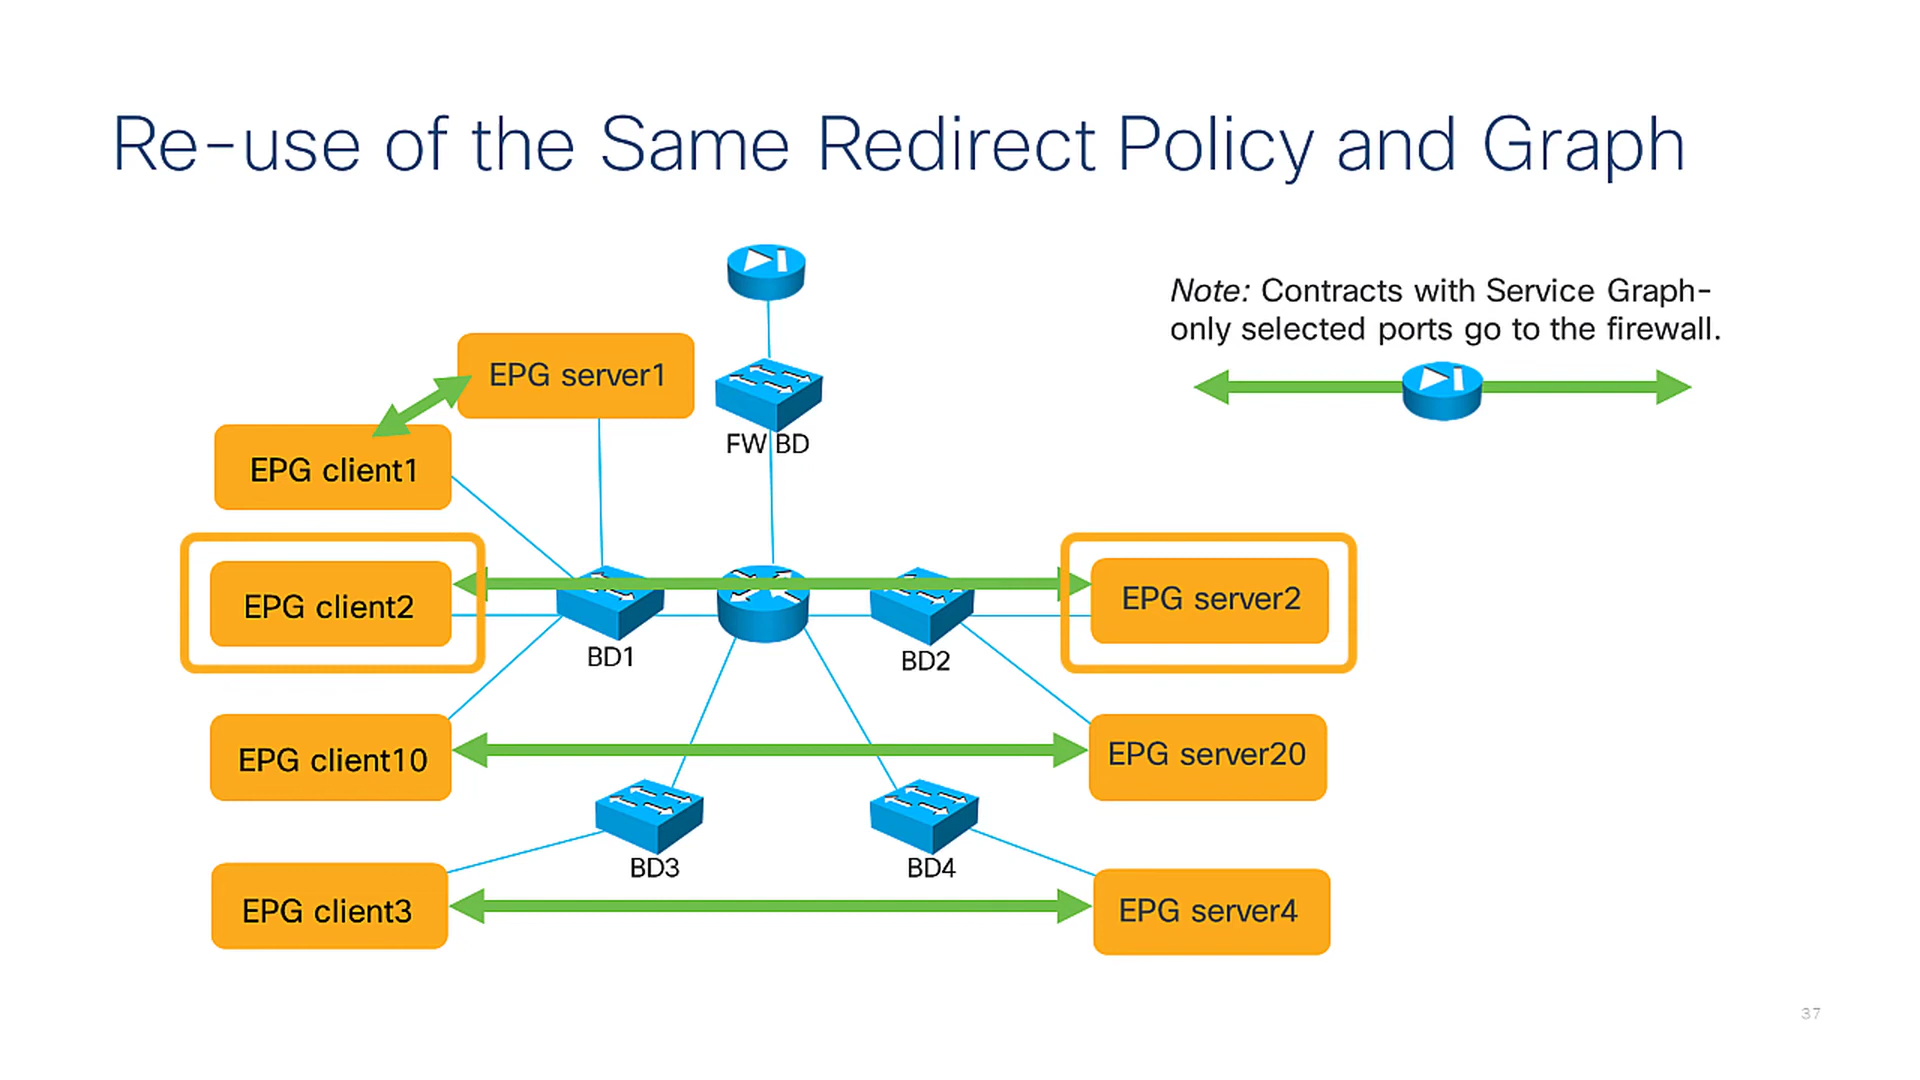 Re-use of the Same Redirect Policy and Graph
Note: Contracts with Service Graph-
only selected ports go to the firewall.
EPG server1
FW BD
EPG client1
EPG client2
EPG server2
BD1
BD2
EPG client10
EPG server20
BD3
BD4
EPG client3
EPG server4
37